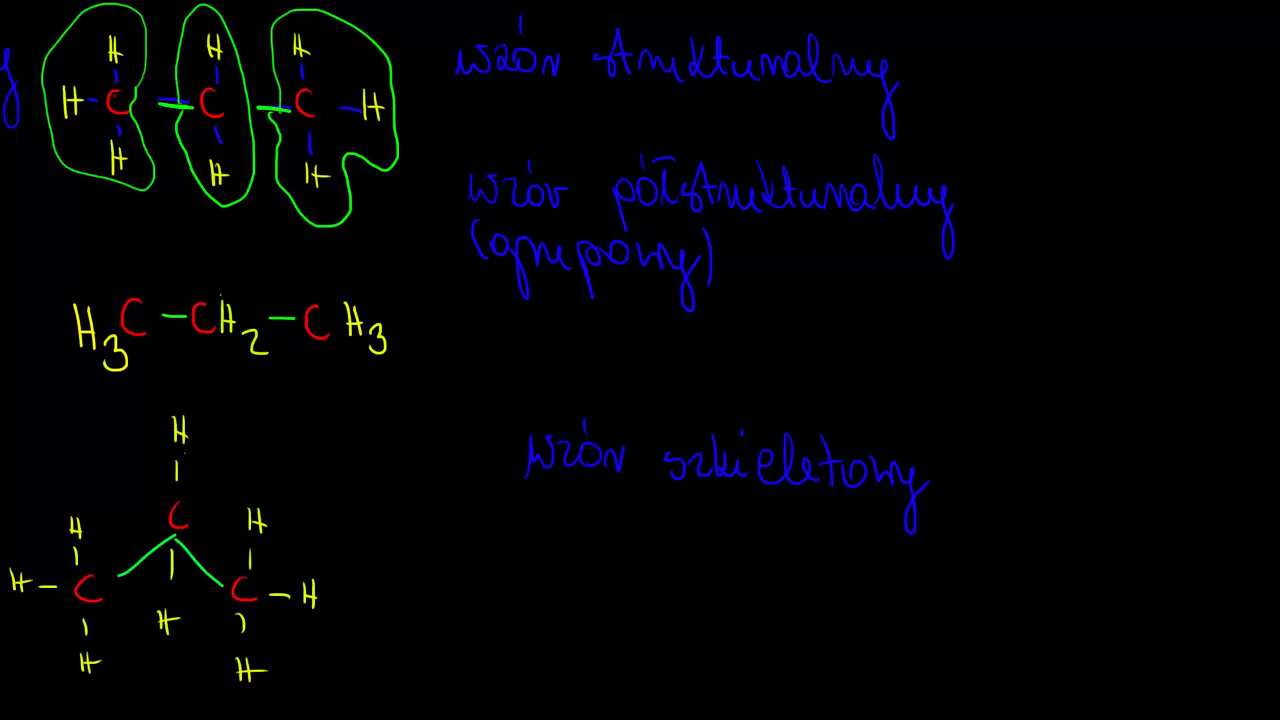 y
H H H
H - C - C - C - H
H H H
wzór strukturalny
wzór półstrukturalny
(grupowy)
H3C - CH2 - CH3
wzór szkieletowy
H
C
H H
H - C C - H
H
H H